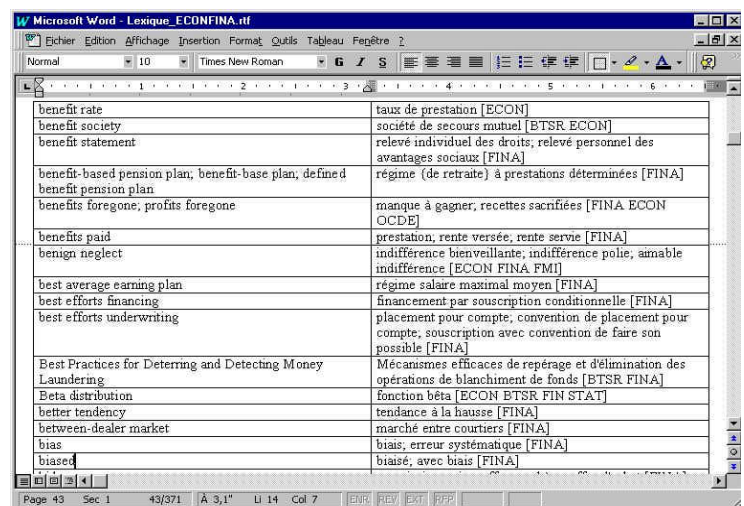 Microsoft Word - Lexique_ECONFINA.rtf
Fichier Edition Affichage Insertion Format Outils Tableau Fenêtre ?
Normal 10 Times New Roman G I S
1 2 3 4 5 6
benefit rate taux de prestation [ECON]
benefit society société de secours mutuel [BTSR ECON]
benefit statement relevé individuel des droits; relevé personnel des
avantages sociaux [FINA]
benefit-based pension plan; benefit-base plan; defined régime {de retraite} à prestations déterminées [FINA]
benefit pension plan
benefits foregone; profits foregone manque à gagner; recettes sacrifiées [FINA ECON
OCDE]
benefits paid prestation; rente versée; rente servie [FINA]
benign neglect indifférence bienveillante; indifférence polie; aimable
indifférence [ECON FINA FMI]
best average earning plan régime salaire maximal moyen [FINA]
best efforts financing financement par souscription conditionnelle [FINA]
best efforts underwriting placement pour compte; convention de placement pour
compte; souscription avec convention de faire son
possible [FINA]
Best Practices for Deterring and Detecting Money Mécanismes efficaces de repérage et d'élimination des
Laundering opérations de blanchiment de fonds [BTSR FINA]
Beta distribution fonction bêta [ECON BTSR FIN STAT]
better tendency tendance à la hausse [FINA]
between-dealer market marché entre courtiers [FINA]
bias biais; erreur systématique [FINA]
biased biaisé; avec biais [FINA]
Page 43 Sec 1 43/371 À 3,1" Li 14 Col 7 ENR REV EXT RFP